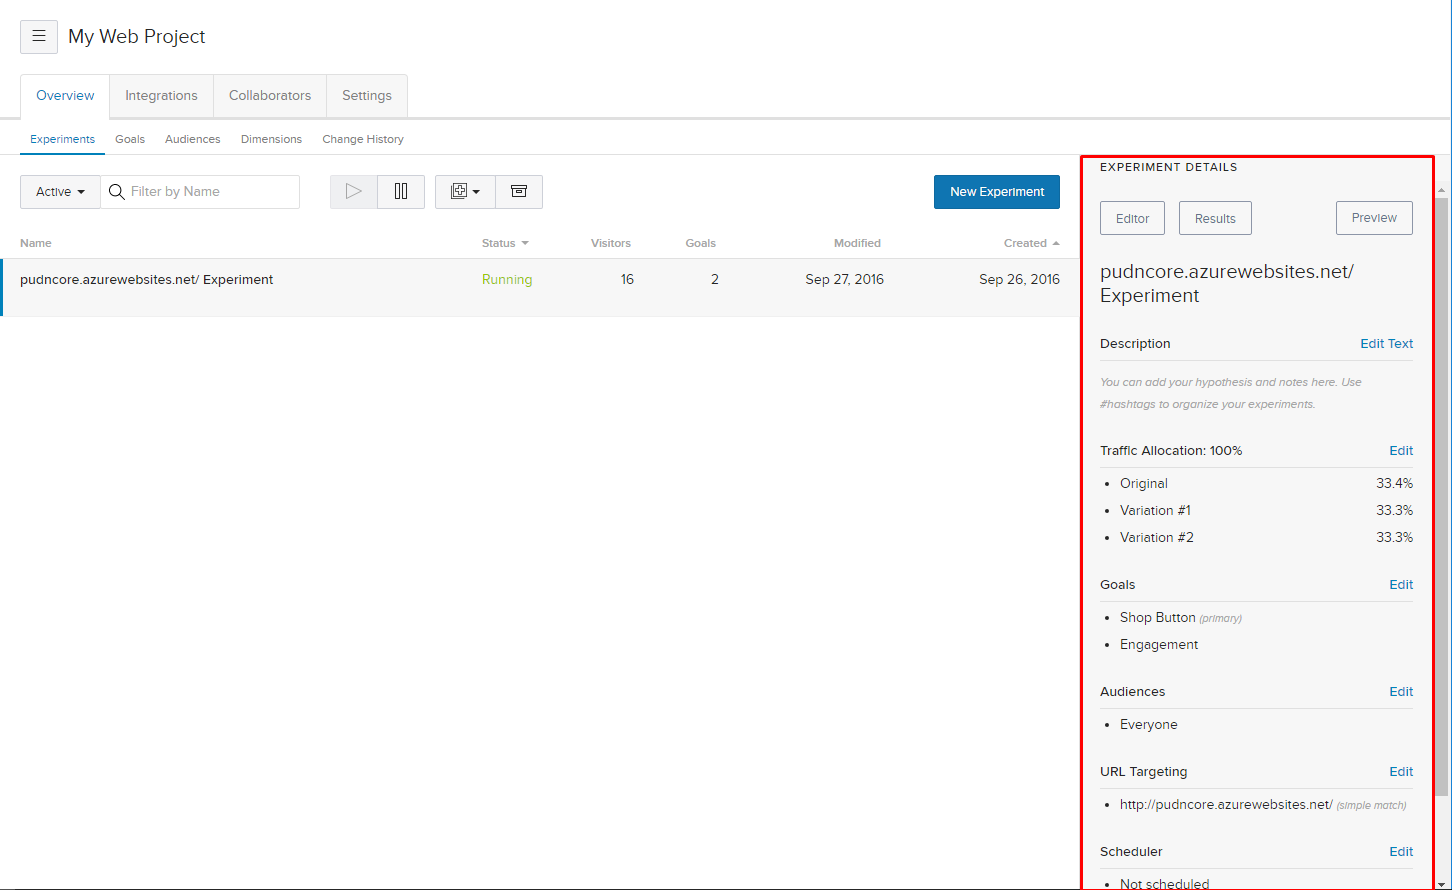 My Web Project
Overview Integrations Collaborators Settings
Experiments Goals Audiences Dimensions Change History
Active Filter by Name New Experiment
Name Status Visitors Goals Modified Created
pudncore.azurewebsites.net/ Experiment Running 16 2 Sep 27, 2016 Sep 26, 2016
EXPERIMENT DETAILS
Editor Results Preview
pudncore.azurewebsites.net/
Experiment
Description Edit Text
You can add your hypothesis and notes here. Use
#hashtags to organize your experiments.
Traffic Allocation: 100% Edit
• Original 33.4%
• Variation #1 33.3%
• Variation #2 33.3%
Goals Edit
• Shop Button (primary)
• Engagement
Audiences Edit
• Everyone
URL Targeting Edit
• http://pudncore.azurewebsites.net/ (simple match)
Scheduler Edit
• Not scheduled